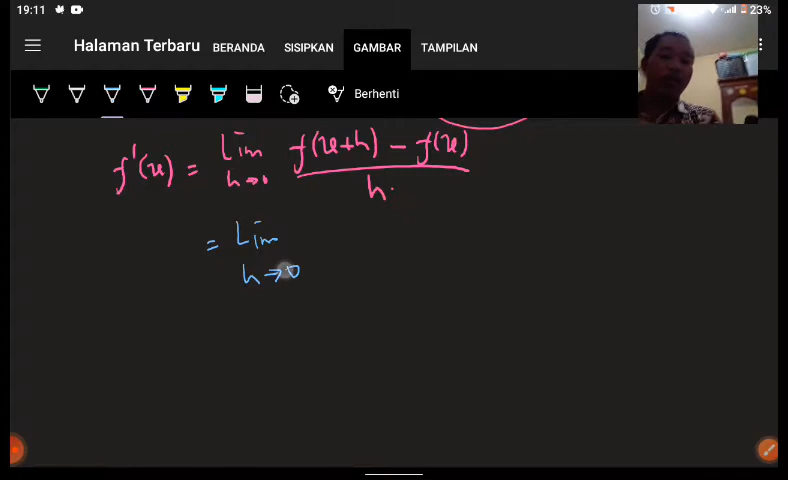 19:11 23%
Halaman Terbaru BERANDA SISIPKAN GAMBAR TAMPILAN
Berhenti
f'(x) = Lim h→0 f(x+h) - f(x) / h.
= Lim h→0